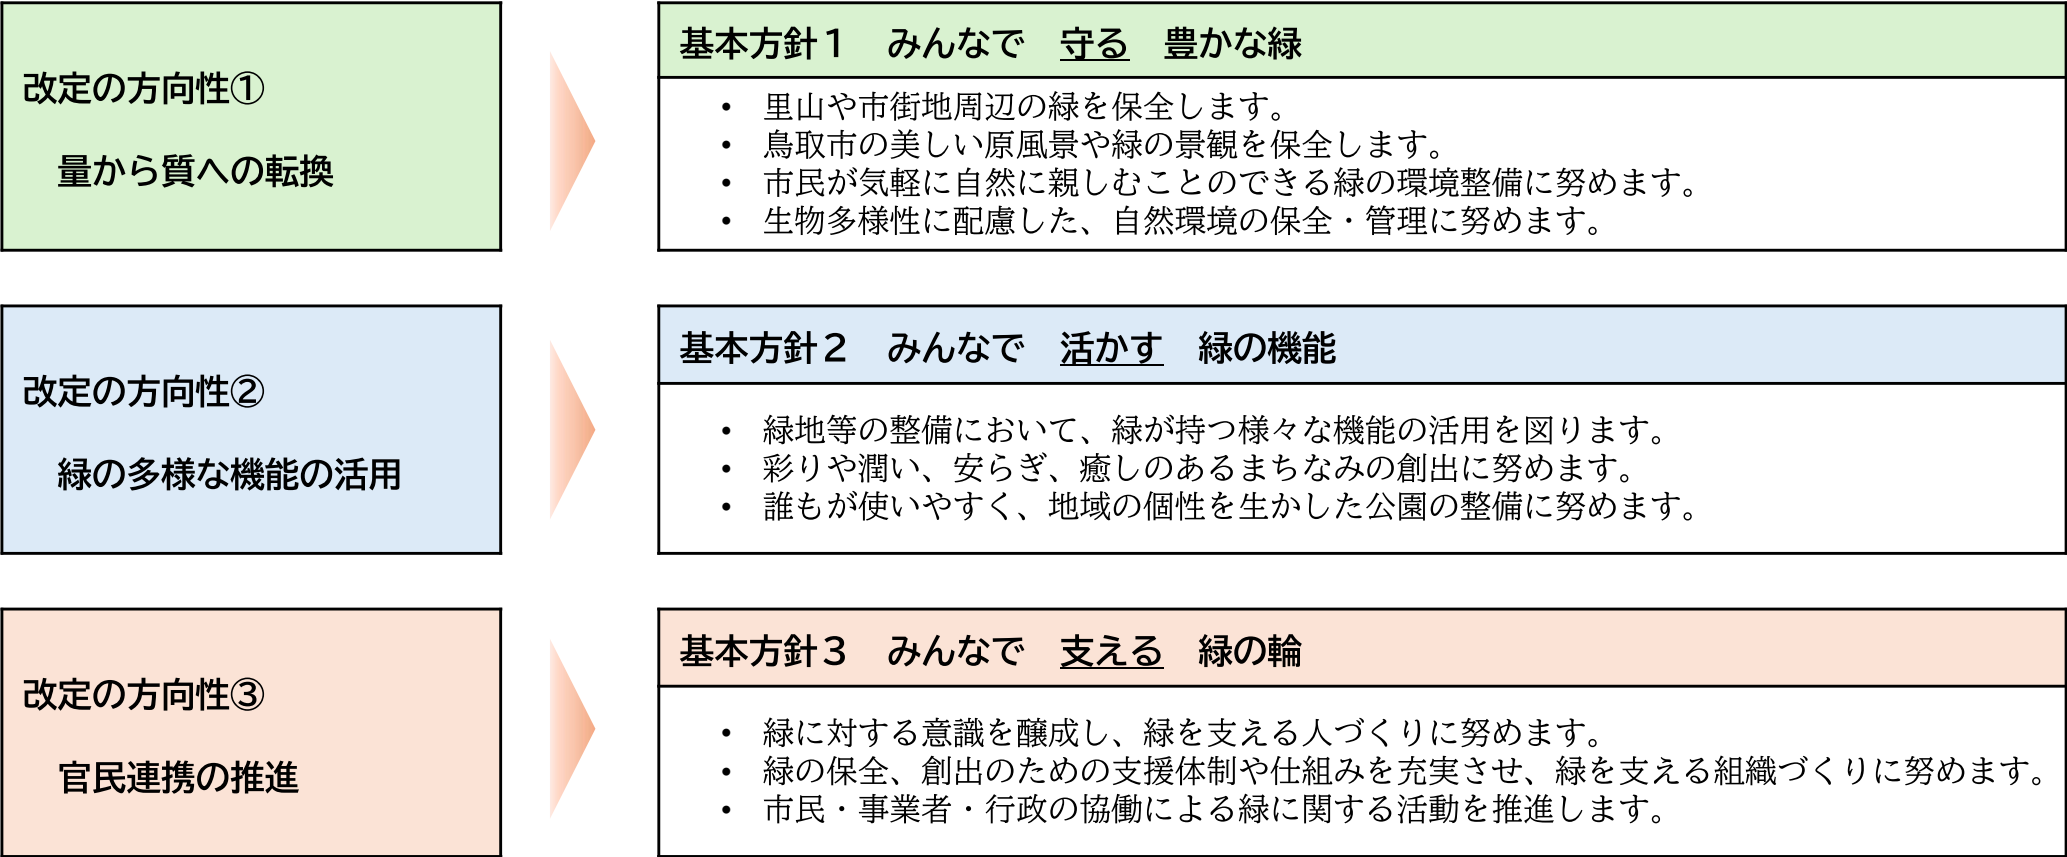 改定の方向性①
量から質への転換
基本方針１　みんなで　守る　豊かな緑
• 里山や市街地周辺の緑を保全します。
• 鳥取市の美しい原風景や緑の景観を保全します。
• 市民が気軽に自然に親しむことのできる緑の環境整備に努めます。
• 生物多様性に配慮した、自然環境の保全・管理に努めます。
改定の方向性②
緑の多様な機能の活用
基本方針２　みんなで　活かす　緑の機能
• 緑地等の整備において、緑が持つ様々な機能の活用を図ります。
• 彩りや潤い、安らぎ、癒しのあるまちなみの創出に努めます。
• 誰もが使いやすく、地域の個性を生かした公園の整備に努めます。
改定の方向性③
官民連携の推進
基本方針３　みんなで　支える　緑の輪
• 緑に対する意識を醸成し、緑を支える人づくりに努めます。
• 緑の保全、創出のための支援体制や仕組みを充実させ、緑を支える組織づくりに努めます。
• 市民・事業者・行政の協働による緑に関する活動を推進します。